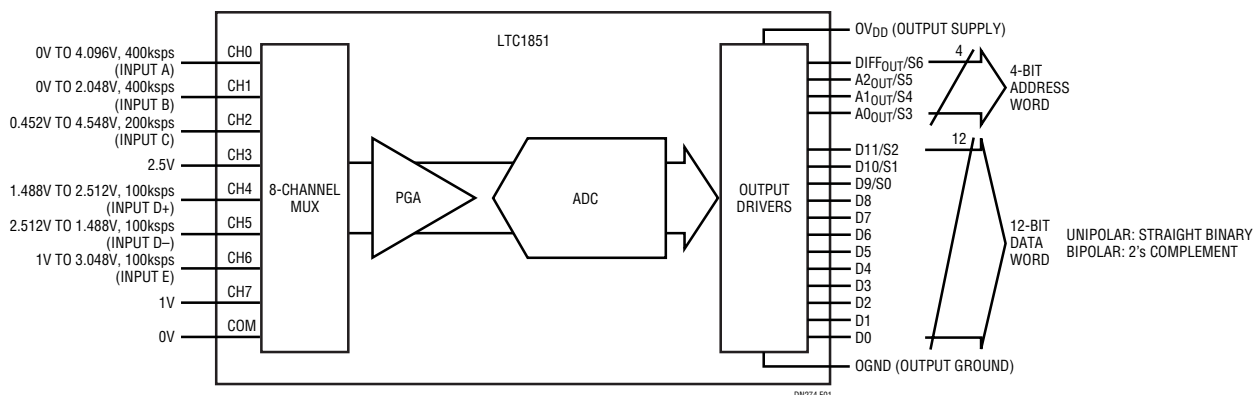 LTC1851
0V TO 4.096V, 400ksps
(INPUT A)
CH0
0V TO 2.048V, 400ksps
(INPUT B)
CH1
0.452V TO 4.548V, 200ksps
(INPUT C)
CH2
2.5V
CH3
1.488V TO 2.512V, 100ksps
(INPUT D+)
CH4
2.512V TO 1.488V, 100ksps
(INPUT D–)
CH5
1V TO 3.048V, 100ksps
(INPUT E)
CH6
1V
CH7
0V
COM
8-CHANNEL
MUX
PGA
ADC
OUTPUT
DRIVERS
OVDD (OUTPUT SUPPLY)
DIFFOUT/S6
A2OUT/S5
A1OUT/S4
A0OUT/S3
4
4-BIT
ADDRESS
WORD
D11/S2
D10/S1
D9/S0
D8
D7
D6
D5
D4
D3
D2
D1
D0
12
12-BIT
DATA
WORD
UNIPOLAR: STRAIGHT BINARY
BIPOLAR: 2's COMPLEMENT
OGND (OUTPUT GROUND)
DN274 F01